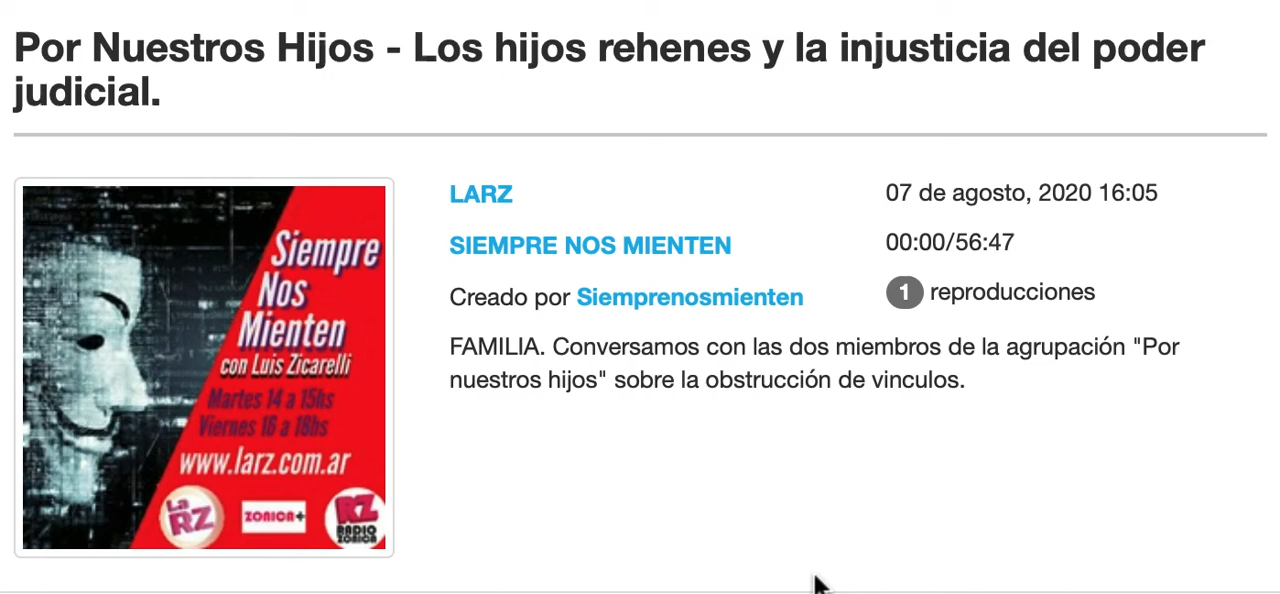 Por Nuestros Hijos - Los hijos rehenes y la injusticia del poder
judicial.
Siempre
Nos
Mienten
con Luis Zicarelli
Martes 14 a 15hs
Viernes 16 a 18hs
www.larz.com.ar
La
RZ
ZONICA+
RZ
RADIO
ZONICA
LARZ
07 de agosto, 2020 16:05
SIEMPRE NOS MIENTEN
00:00/56:47
Creado por Siemprenosmienten
1 reproducciones
FAMILIA. Conversamos con las dos miembros de la agrupación "Por
nuestros hijos" sobre la obstrucción de vinculos.